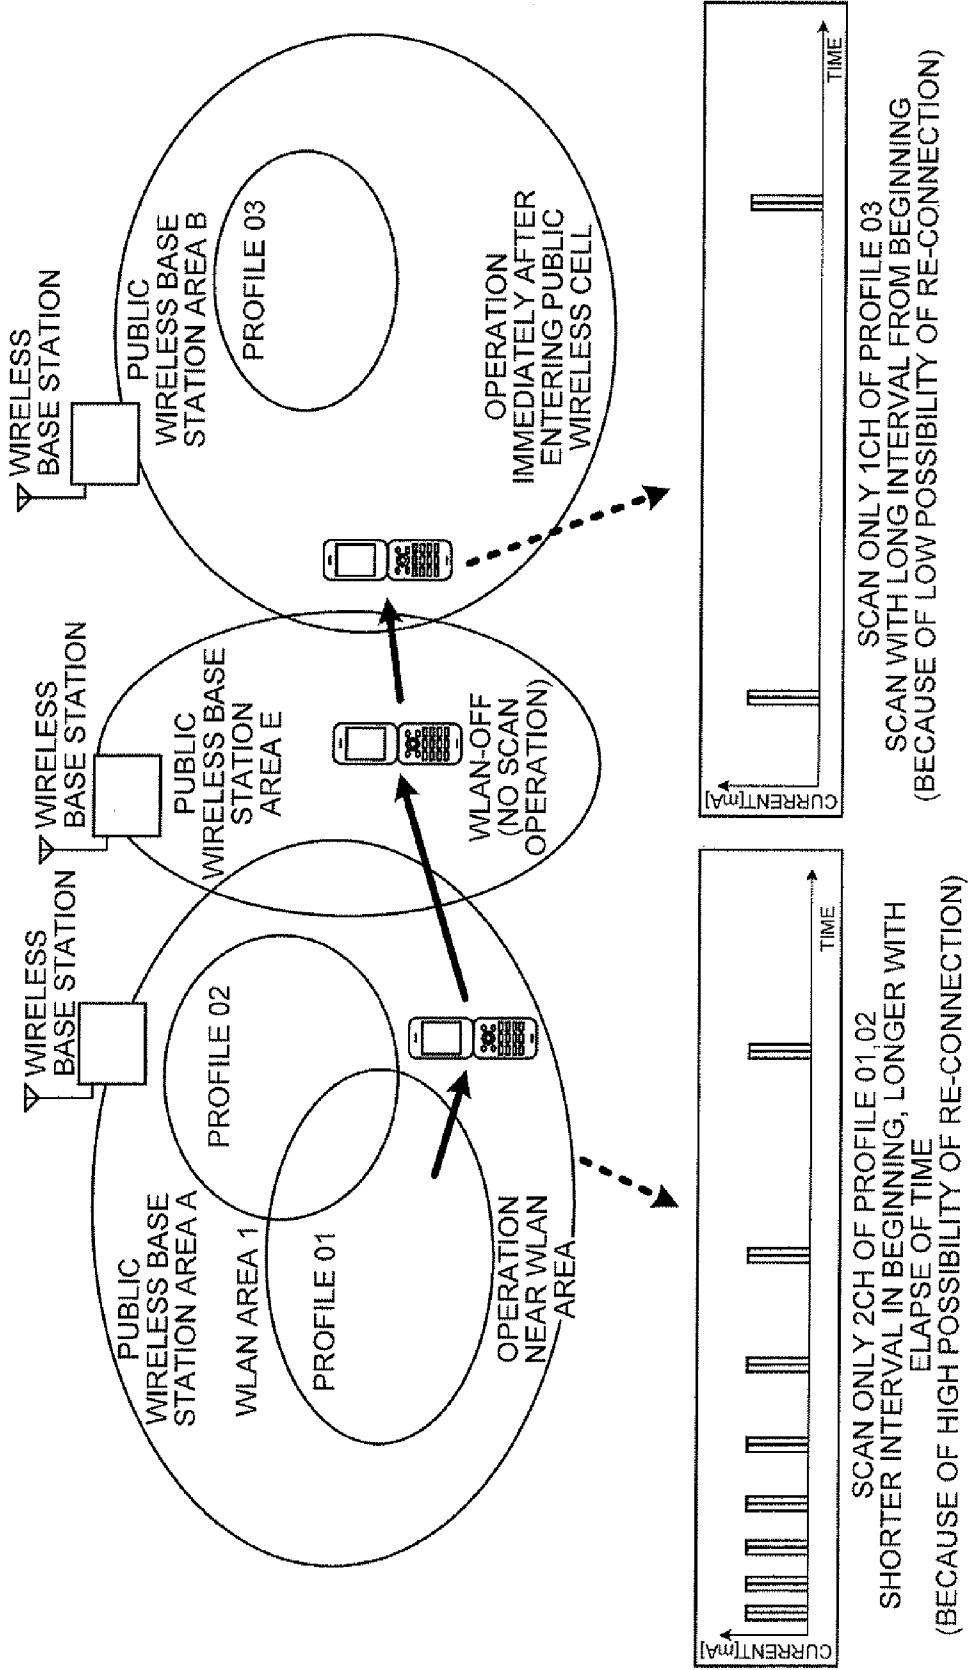 WIRELESS
BASE STATION
PUBLIC
WIRELESS BASE
STATION AREA A
WLAN AREA 1
PROFILE 01
PROFILE 02
OPERATION
NEAR WLAN
AREA
WIRELESS
BASE STATION
PUBLIC
WIRELESS BASE
STATION
AREA E
WLAN-OFF
(NO SCAN
OPERATION)
WIRELESS
BASE STATION
PUBLIC
WIRELESS BASE
STATION AREA B
PROFILE 03
OPERATION
IMMEDIATELY AFTER
ENTERING PUBLIC
WIRELESS CELL
CURRENT[mA]
TIME
SCAN ONLY 2CH OF PROFILE 01,02
SHORTER INTERVAL IN BEGINNING, LONGER WITH
ELAPSE OF TIME
(BECAUSE OF HIGH POSSIBILITY OF RE-CONNECTION)
CURRENT[mA]
TIME
SCAN ONLY 1CH OF PROFILE 03
SCAN WITH LONG INTERVAL FROM BEGINNING
(BECAUSE OF LOW POSSIBILITY OF RE-CONNECTION)